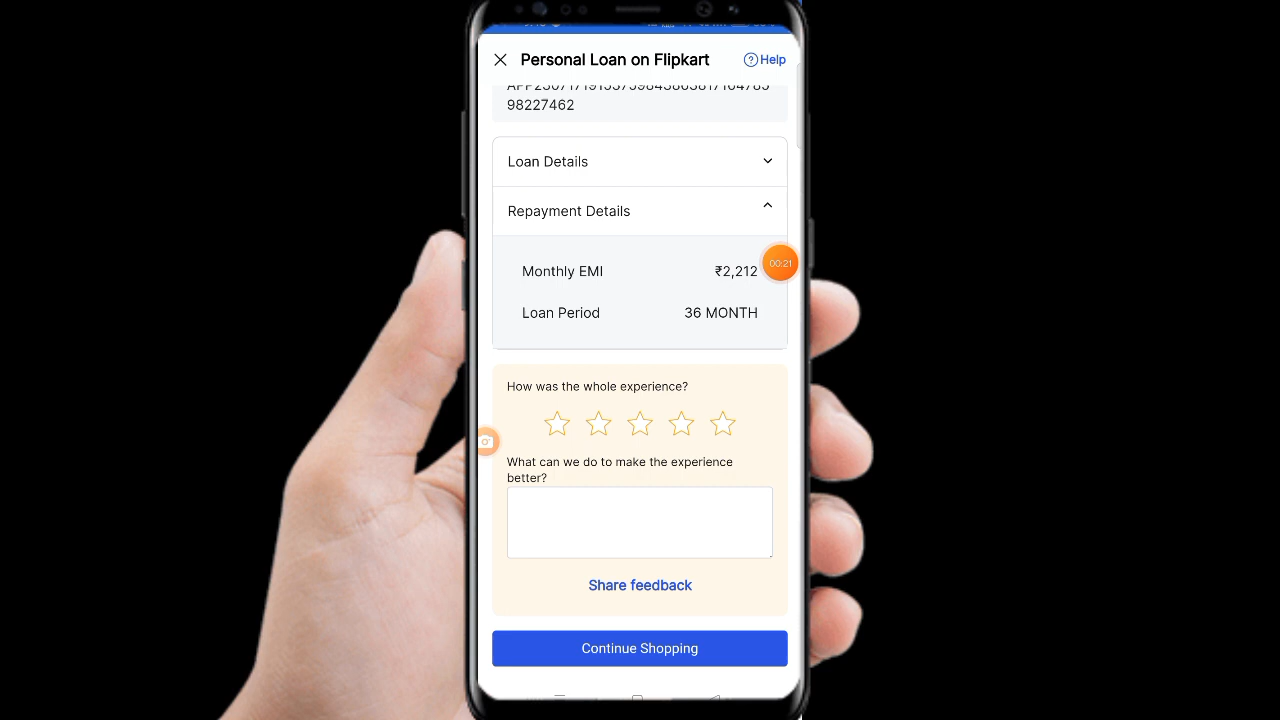 Personal Loan on Flipkart
? Help
98227462
Loan Details
Repayment Details
Monthly EMI ₹2,212
00:21
Loan Period 36 MONTH
How was the whole experience?
What can we do to make the experience
better?
Share feedback
Continue Shopping